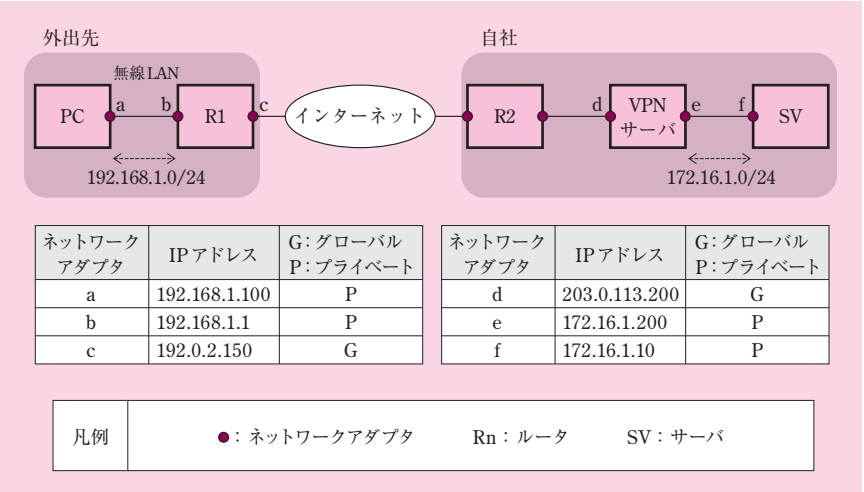 外出先
自社
無線LAN
PC
a
b
R1
c
インターネット
R2
d
VPN
サーバ
e
f
SV
192.168.1.0/24
172.16.1.0/24
ネットワーク
アダプタ
IPアドレス
G:グローバル
P:プライベート
a 192.168.1.100 P
b 192.168.1.1 P
c 192.0.2.150 G
ネットワーク
アダプタ
IPアドレス
G:グローバル
P:プライベート
d 203.0.113.200 G
e 172.16.1.200 P
f 172.16.1.10 P
凡例 :ネットワークアダプタ Rn:ルータ SV:サーバ